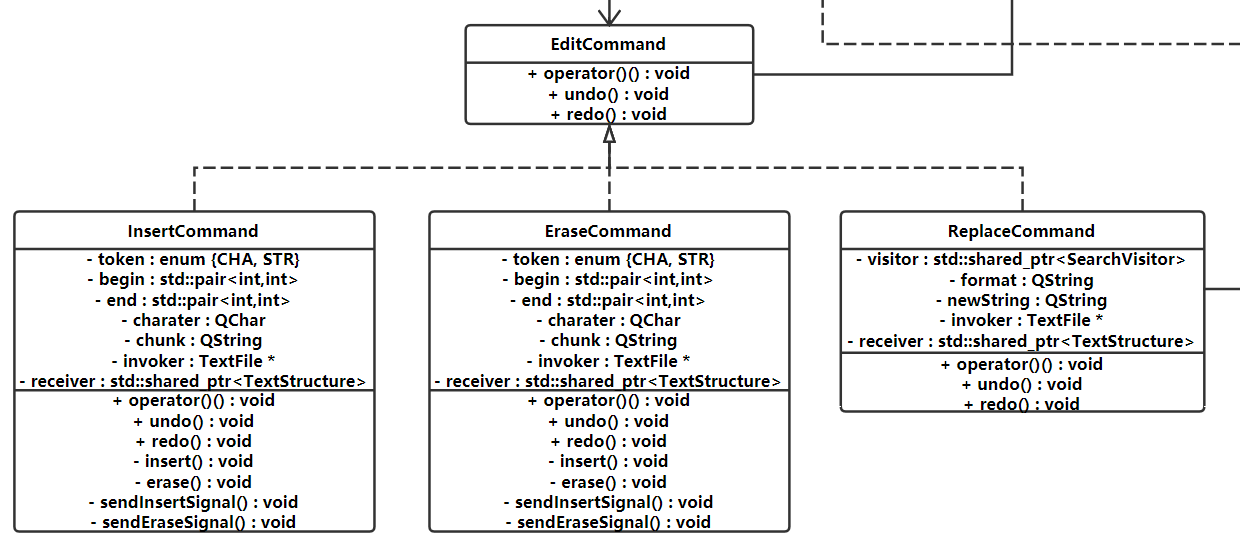 EditCommand
+ operator()() : void
+ undo() : void
+ redo() : void
InsertCommand
- token : enum {CHA, STR}
- begin : std::pair<int,int>
- end : std::pair<int,int>
- charater : QChar
- chunk : QString
- invoker : TextFile *
- receiver : std::shared_ptr<TextStructure>
+ operator()() : void
+ undo() : void
+ redo() : void
- insert() : void
- erase() : void
- sendInsertSignal() : void
- sendEraseSignal() : void
EraseCommand
- token : enum {CHA, STR}
- begin : std::pair<int,int>
- end : std::pair<int,int>
- charater : QChar
- chunk : QString
- invoker : TextFile *
- receiver : std::shared_ptr<TextStructure>
+ operator()() : void
+ undo() : void
+ redo() : void
- insert() : void
- erase() : void
- sendInsertSignal() : void
- sendEraseSignal() : void
ReplaceCommand
- visitor : std::shared_ptr<SearchVisitor>
- format : QString
- newString : QString
- invoker : TextFile *
- receiver : std::shared_ptr<TextStructure>
+ operator()() : void
+ undo() : void
+ redo() : void